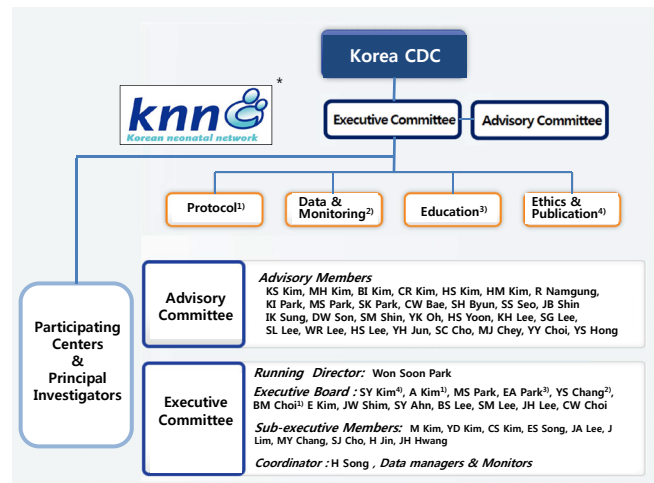 Korea CDC
*
knn
Korean neonatal network
Executive Committee
Advisory Committee
Protocol1)
Data &
Monitoring2)
Education3)
Ethics &
Publication4)
Participating
Centers
&
Principal
Investigators
Advisory
Committee
Advisory Members
KS Kim, MH Kim, BI Kim, CR Kim, HS Kim, HM Kim, R Namgung,
KI Park, MS Park, SK Park, CW Bae, SH Byun, SS Seo, JB Shin
IK Sung, DW Son, SM Shin, YK Oh, HS Yoon, KH Lee, SG Lee,
SL Lee, WR Lee, HS Lee, YH Jun, SC Cho, MJ Chey, YY Choi, YS Hong
Executive
Committee
Running Director: Won Soon Park
Executive Board : SY Kim4), A Kim1), MS Park, EA Park3), YS Chang2),
BM Choi1) E Kim, JW Shim, SY Ahn, BS Lee, SM Lee, JH Lee, CW Choi
Sub-executive Members: M Kim, YD Kim, CS Kim, ES Song, JA Lee, J
Lim, MY Chang, SJ Cho, H Jin, JH Hwang
Coordinator : H Song , Data managers & Monitors